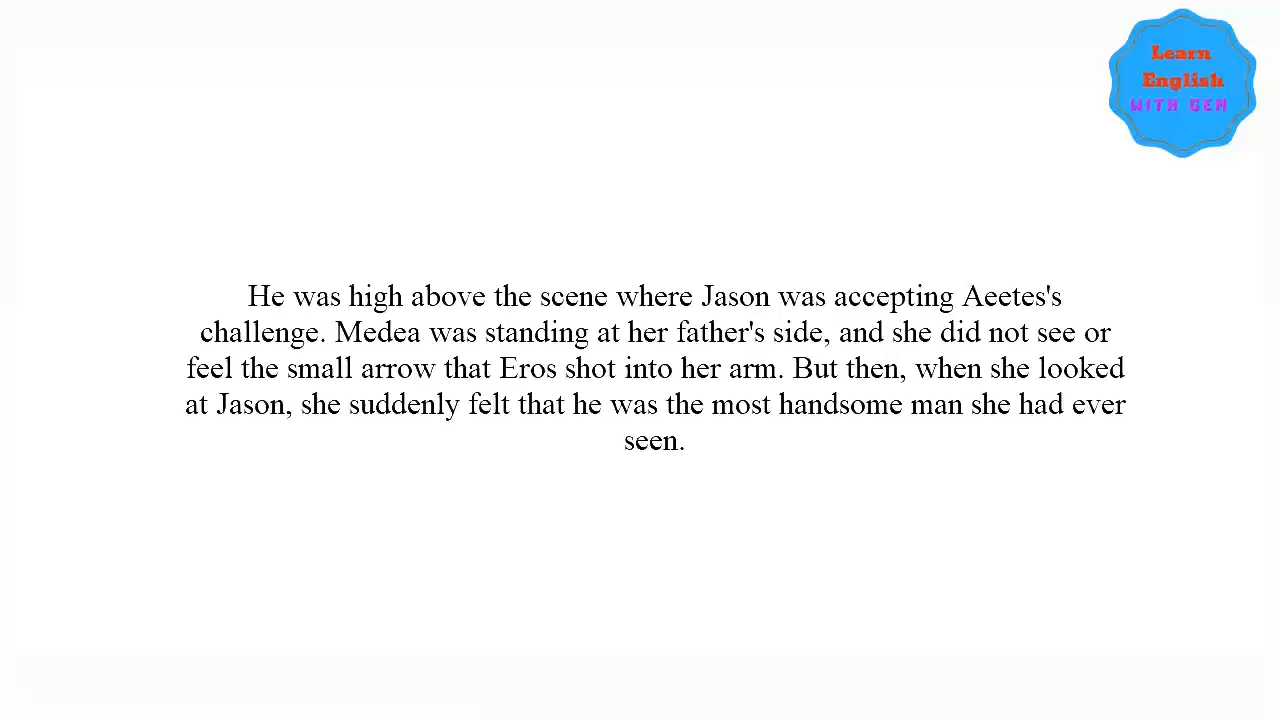 Learn
English
WITH GEM
He was high above the scene where Jason was accepting Aeetes's
challenge. Medea was standing at her father's side, and she did not see or
feel the small arrow that Eros shot into her arm. But then, when she looked
at Jason, she suddenly felt that he was the most handsome man she had ever
seen.